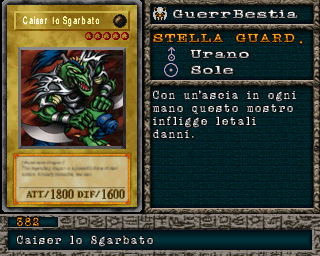 Caiser lo Sgarbato
ATT/1800 DIF/1600
GuerrBestia
STELLA GUARD.
Urano
Sole
Con un'ascia in ogni
mano questo mostro
infligge letali
danni.
382
Caiser lo Sgarbato